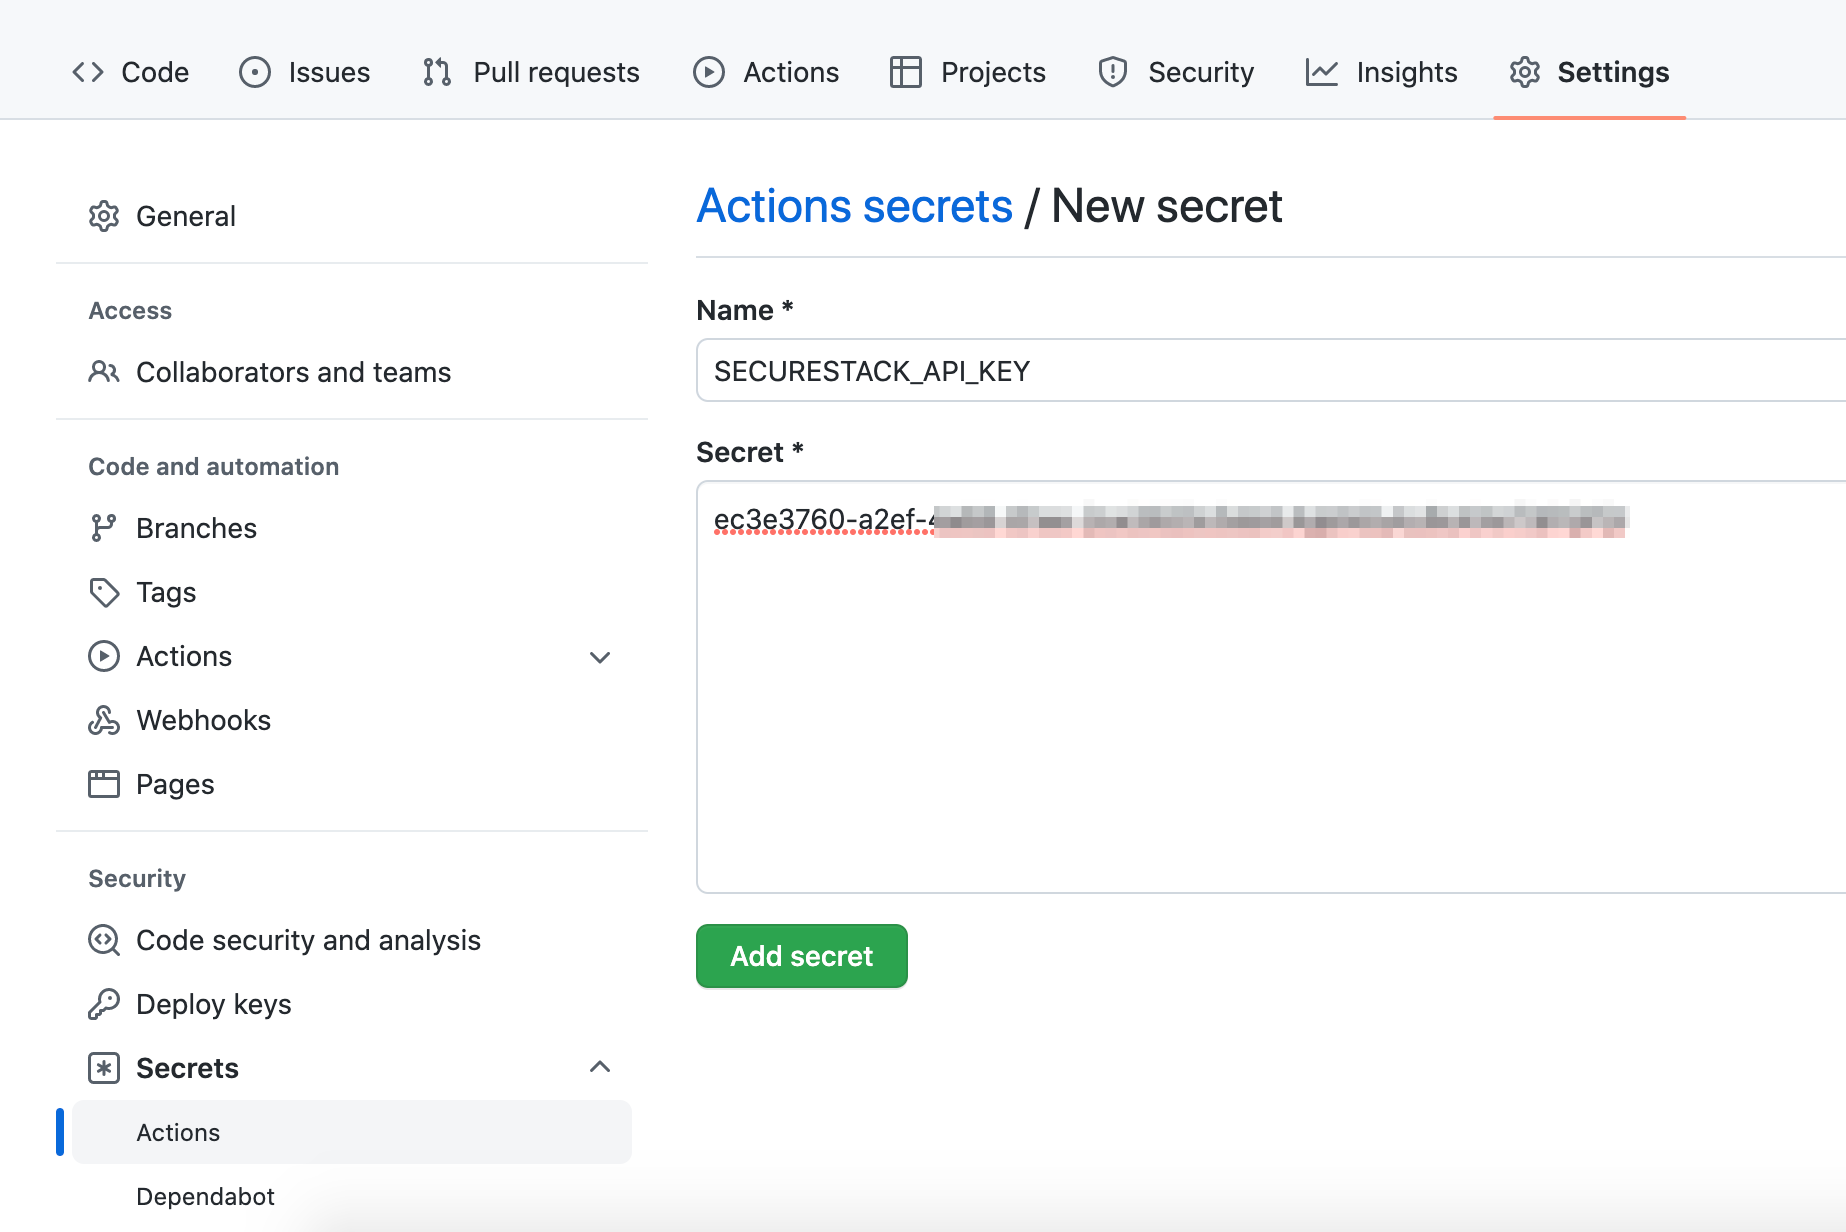 Code Issues Pull requests Actions Projects Security Insights Settings
General
Access
Collaborators and teams
Code and automation
Branches
Tags
Actions
Webhooks
Pages
Security
Code security and analysis
Deploy keys
Secrets
Actions
Dependabot
Actions secrets / New secret
Name *
SECURESTACK_API_KEY
Secret *
ec3e3760-a2ef-
Add secret